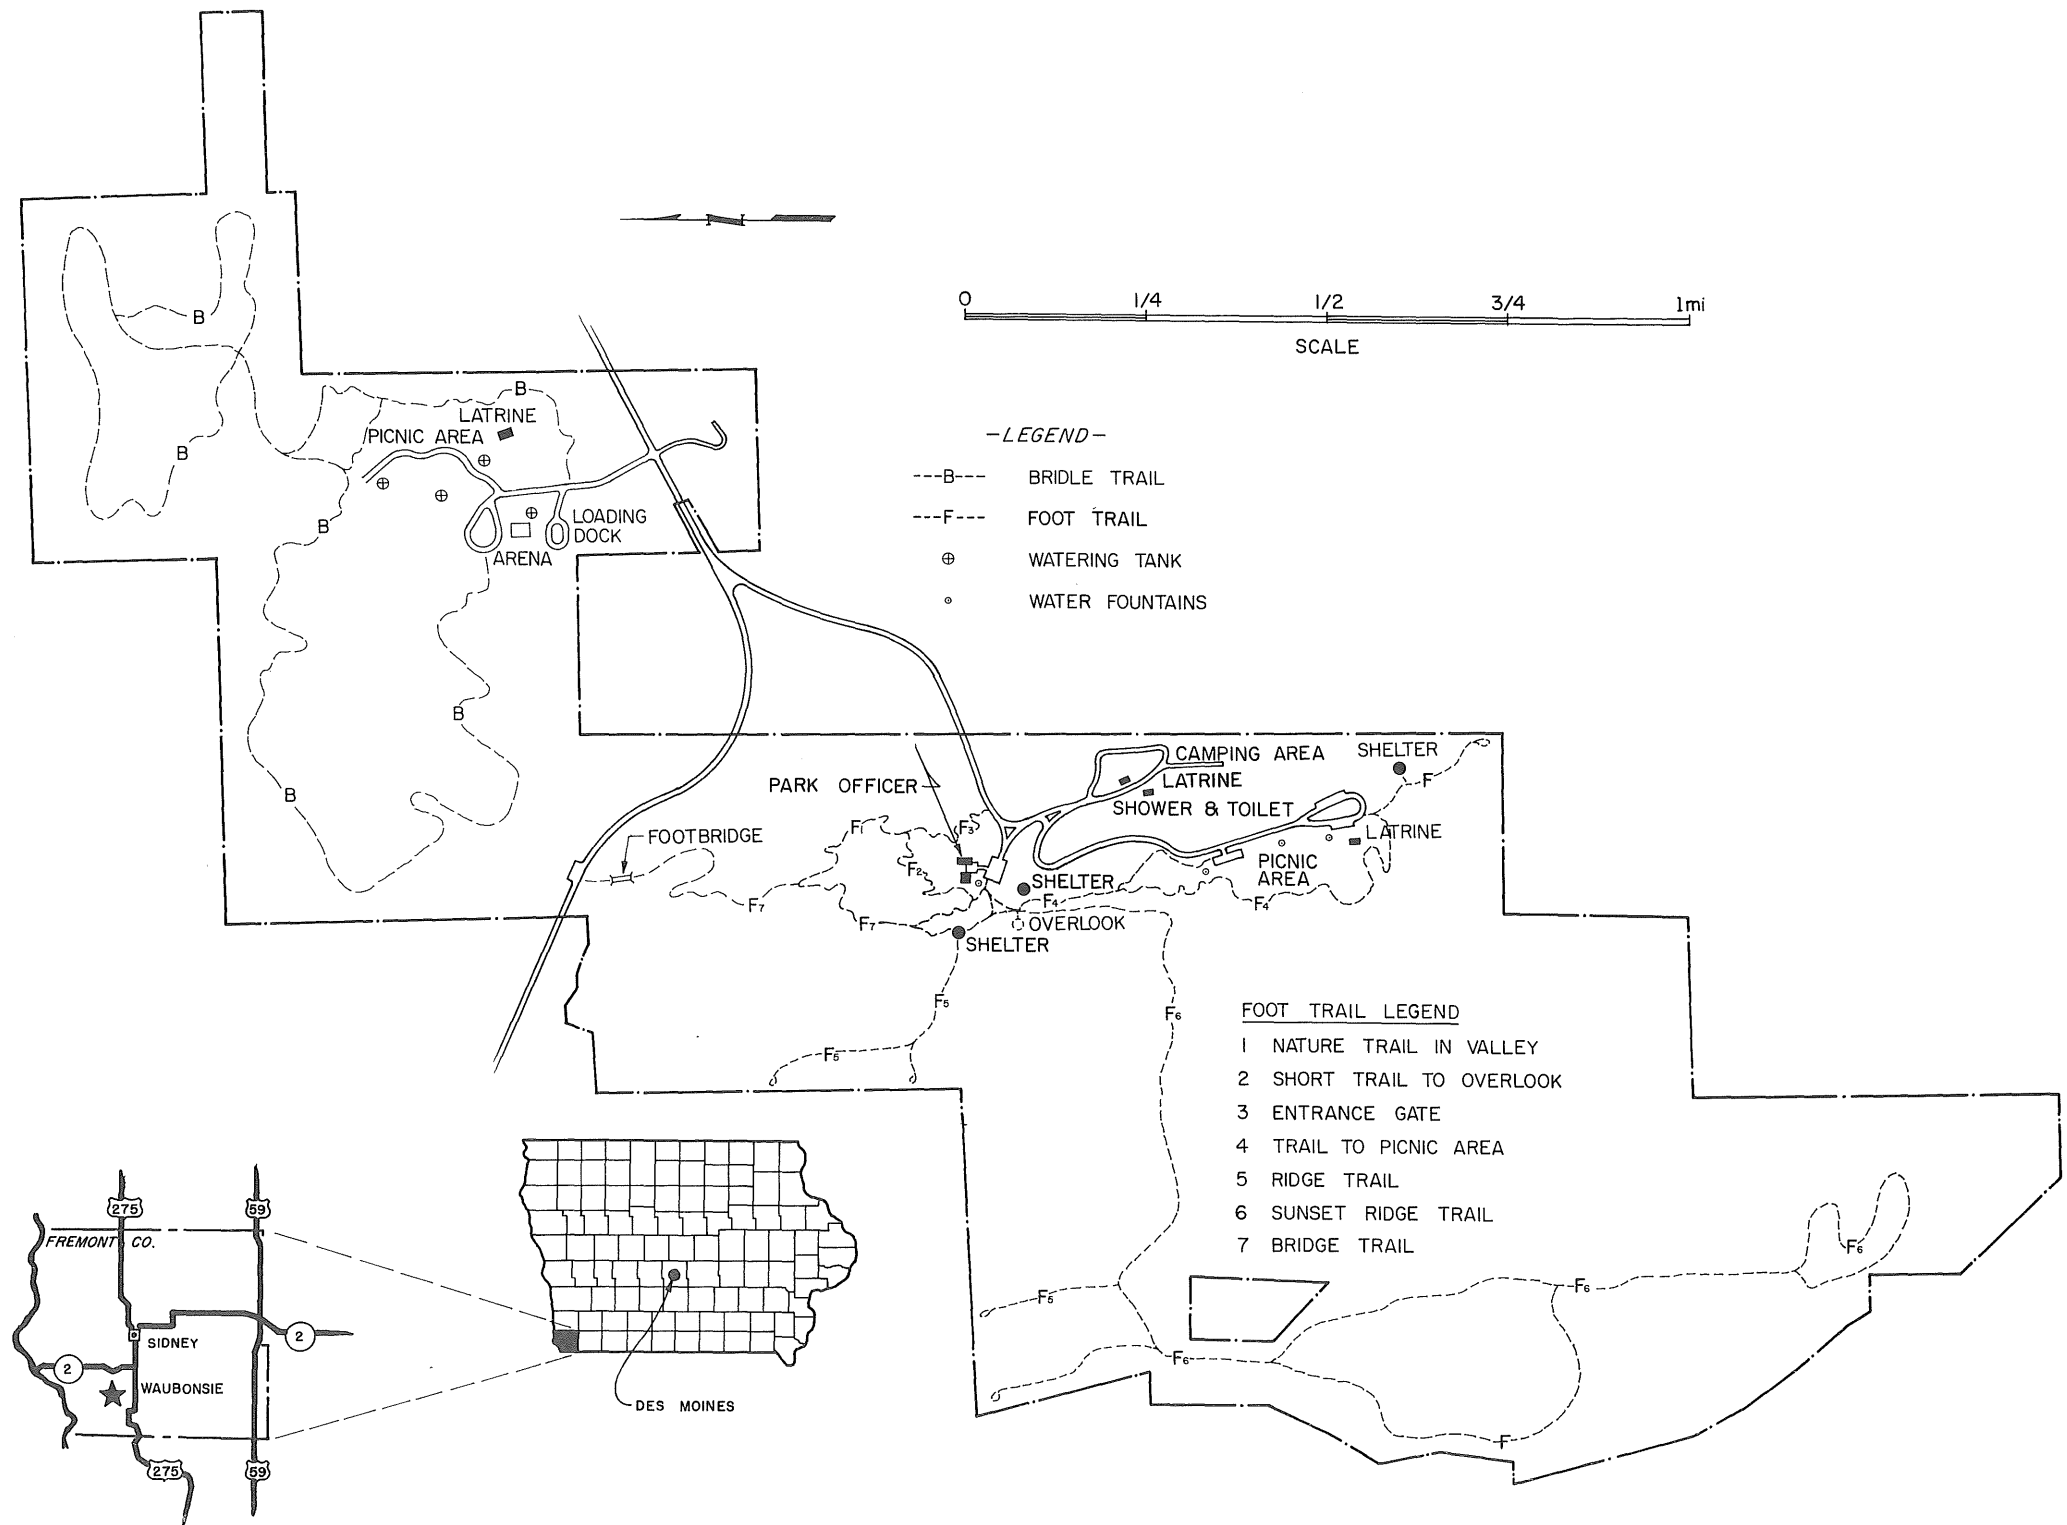 N
0 1/4 1/2 3/4 1mi
SCALE
-LEGEND-
---B--- BRIDLE TRAIL
---F--- FOOT TRAIL
WATERING TANK
WATER FOUNTAINS
B
B
B
LATRINE
PICNIC AREA
B
LOADING
DOCK
ARENA
B
B
CAMPING AREA
SHELTER
LATRINE
F
PARK OFFICER
SHOWER & TOILET
F1
F3
FOOTBRIDGE
LATRINE
F2
PICNIC
AREA
SHELTER
F4
F4
F7
F7
OVERLOOK
SHELTER
F5
F6
F5
FOOT TRAIL LEGEND
1 NATURE TRAIL IN VALLEY
2 SHORT TRAIL TO OVERLOOK
3 ENTRANCE GATE
4 TRAIL TO PICNIC AREA
5 RIDGE TRAIL
6 SUNSET RIDGE TRAIL
7 BRIDGE TRAIL
F6
F6
F5
F6
F
275
59
FREMONT CO.
SIDNEY
2
2
WAUBONSIE
275
59
DES MOINES